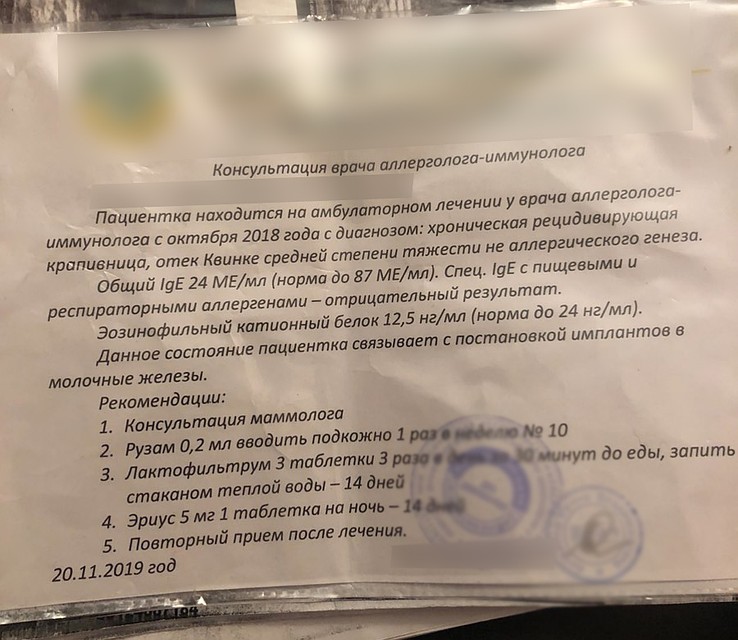 Консультация врача аллерголога-иммунолога
Пациентка находится на амбулаторном лечении у врача аллерголога-
иммунолога с октября 2018 года с диагнозом: хроническая рецидивирующая
крапивница, отек Квинке средней степени тяжести не аллергического генеза.
Общий IgE 24 МЕ/мл (норма до 87 МЕ/мл). Спец. IgE с пищевыми и
респираторными аллергенами – отрицательный результат.
Эозинофильный катионный белок 12,5 нг/мл (норма до 24 нг/мл).
Данное состояние пациентка связывает с постановкой имплантов в
молочные железы.
Рекомендации:
1. Консультация маммолога
2. Рузам 0,2 мл вводить подкожно 1 раз в неделю № 10
3. Лактофильтрум 3 таблетки 3 раза в день за 30 минут до еды, запить
стаканом теплой воды – 14 дней
4. Эриус 5 мг 1 таблетка на ночь – 14 дней
5. Повторный прием после лечения.
20.11.2019 год